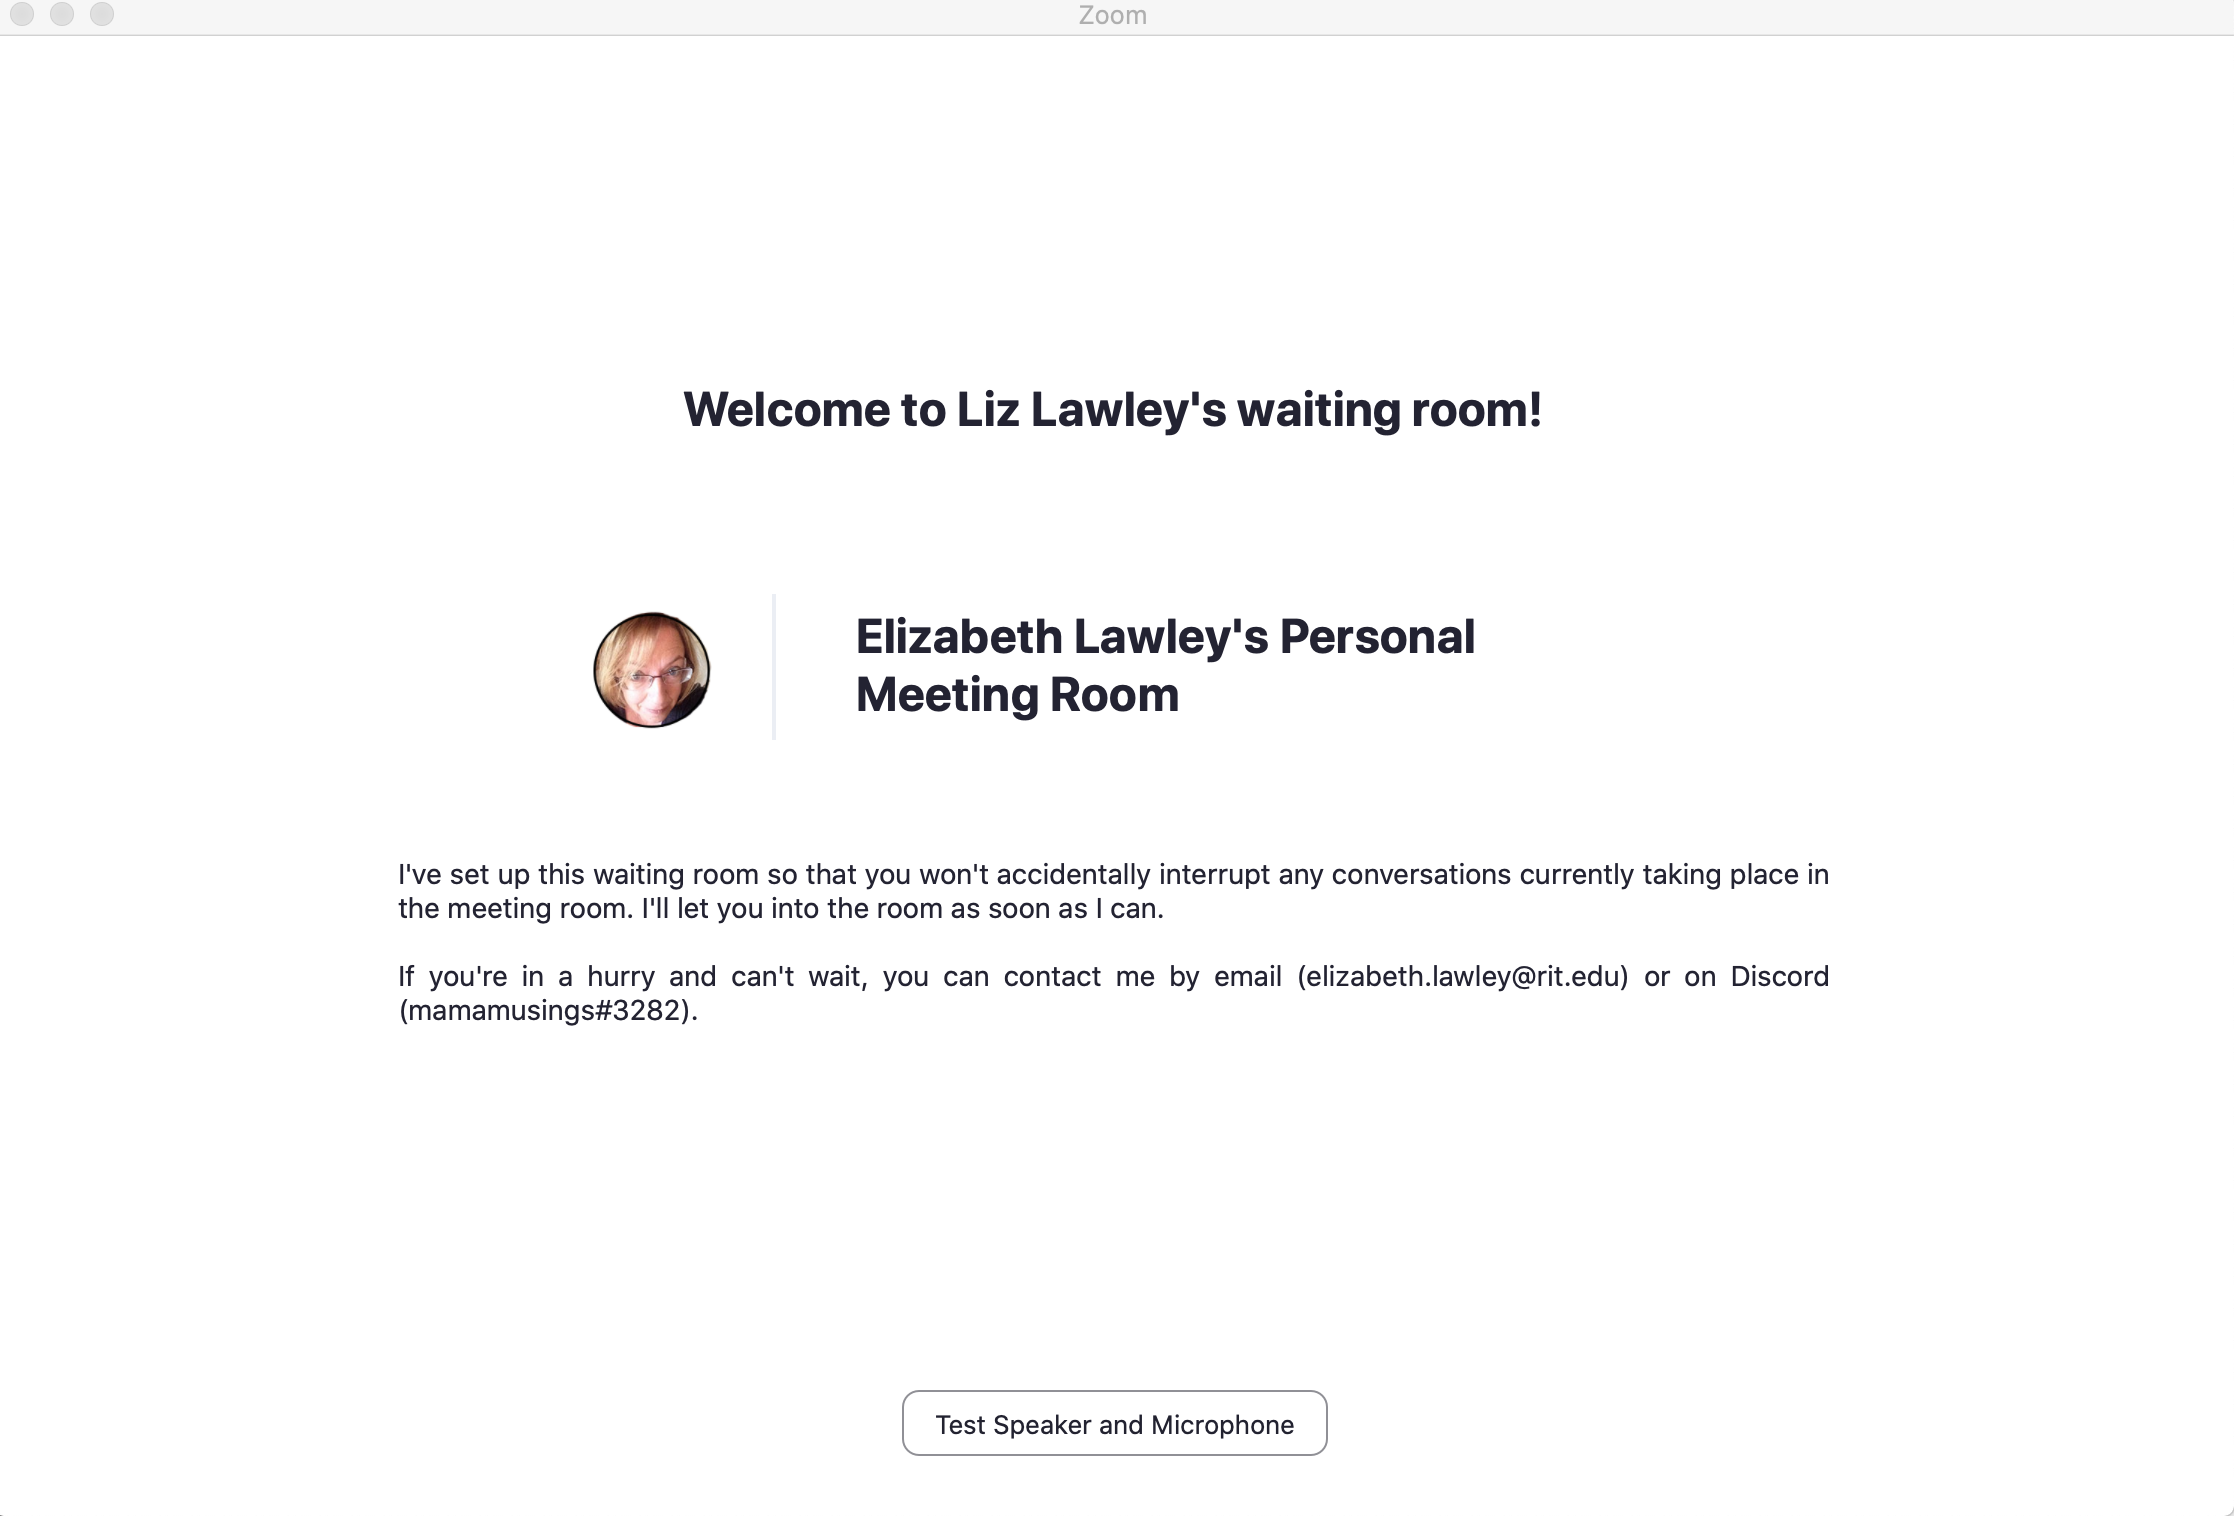 Zoom
Welcome to Liz Lawley's waiting room!
Elizabeth Lawley's Personal
Meeting Room
I've set up this waiting room so that you won't accidentally interrupt any conversations currently taking place in
the meeting room. I'll let you into the room as soon as I can.
If you're in a hurry and can't wait, you can contact me by email (elizabeth.lawley@rit.edu) or on Discord
(mamamusings#3282).
Test Speaker and Microphone